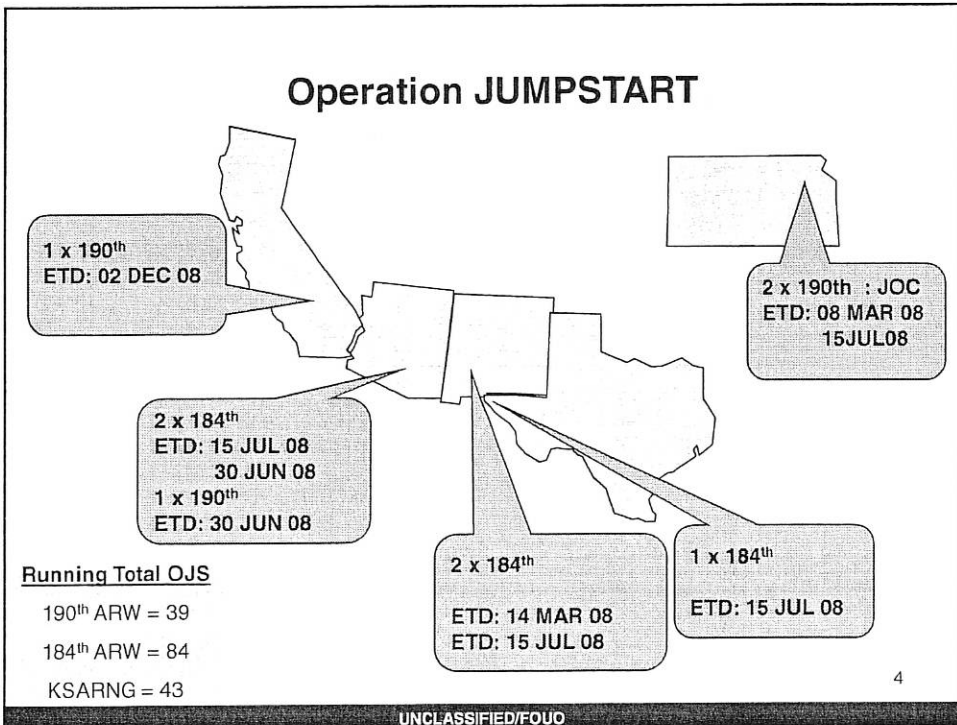 Operation JUMPSTART
1 x 190th
ETD: 02 DEC 08
2 x 190th : JOC
ETD: 08 MAR 08
15JUL08
2 x 184th
ETD: 15 JUL 08
30 JUN 08
1 x 190th
ETD: 30 JUN 08
2 x 184th
ETD: 14 MAR 08
ETD: 15 JUL 08
1 x 184th
ETD: 15 JUL 08
Running Total OJS
190th ARW = 39
184th ARW = 84
KSARNG = 43
4
UNCLASSIFIED/FOUO